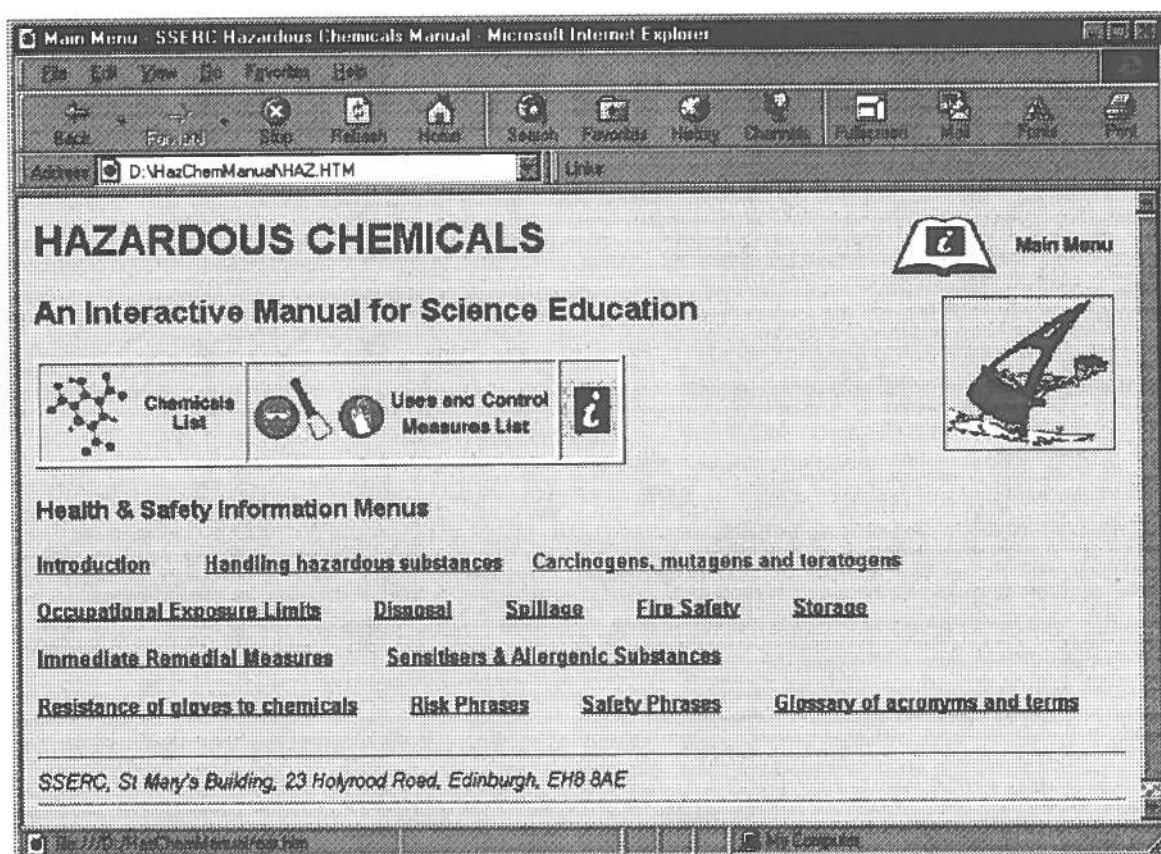 Main Menu - SSERC Hazardous Chemicals Manual - Microsoft Internet Explorer
File Edit View Go Favorites Help
Back Forward Stop Refresh Home Search Favorites History Channels Fullscreen Mail Fonts Print
Address D:\HazChemManual\HAZ.HTM Links
HAZARDOUS CHEMICALS
i Main Menu
An Interactive Manual for Science Education
Chemicals List
Uses and Control Measures List
i
Health & Safety Information Menus
Introduction Handling hazardous substances Carcinogens, mutagens and teratogens
Occupational Exposure Limits Disposal Spillage Fire Safety Storage
Immediate Remedial Measures Sensitisers & Allergenic Substances
Resistance of gloves to chemicals Risk Phrases Safety Phrases Glossary of acronyms and terms
SSERC, St Mary's Building, 23 Holyrood Road, Edinburgh, EH8 8AE
My Computer